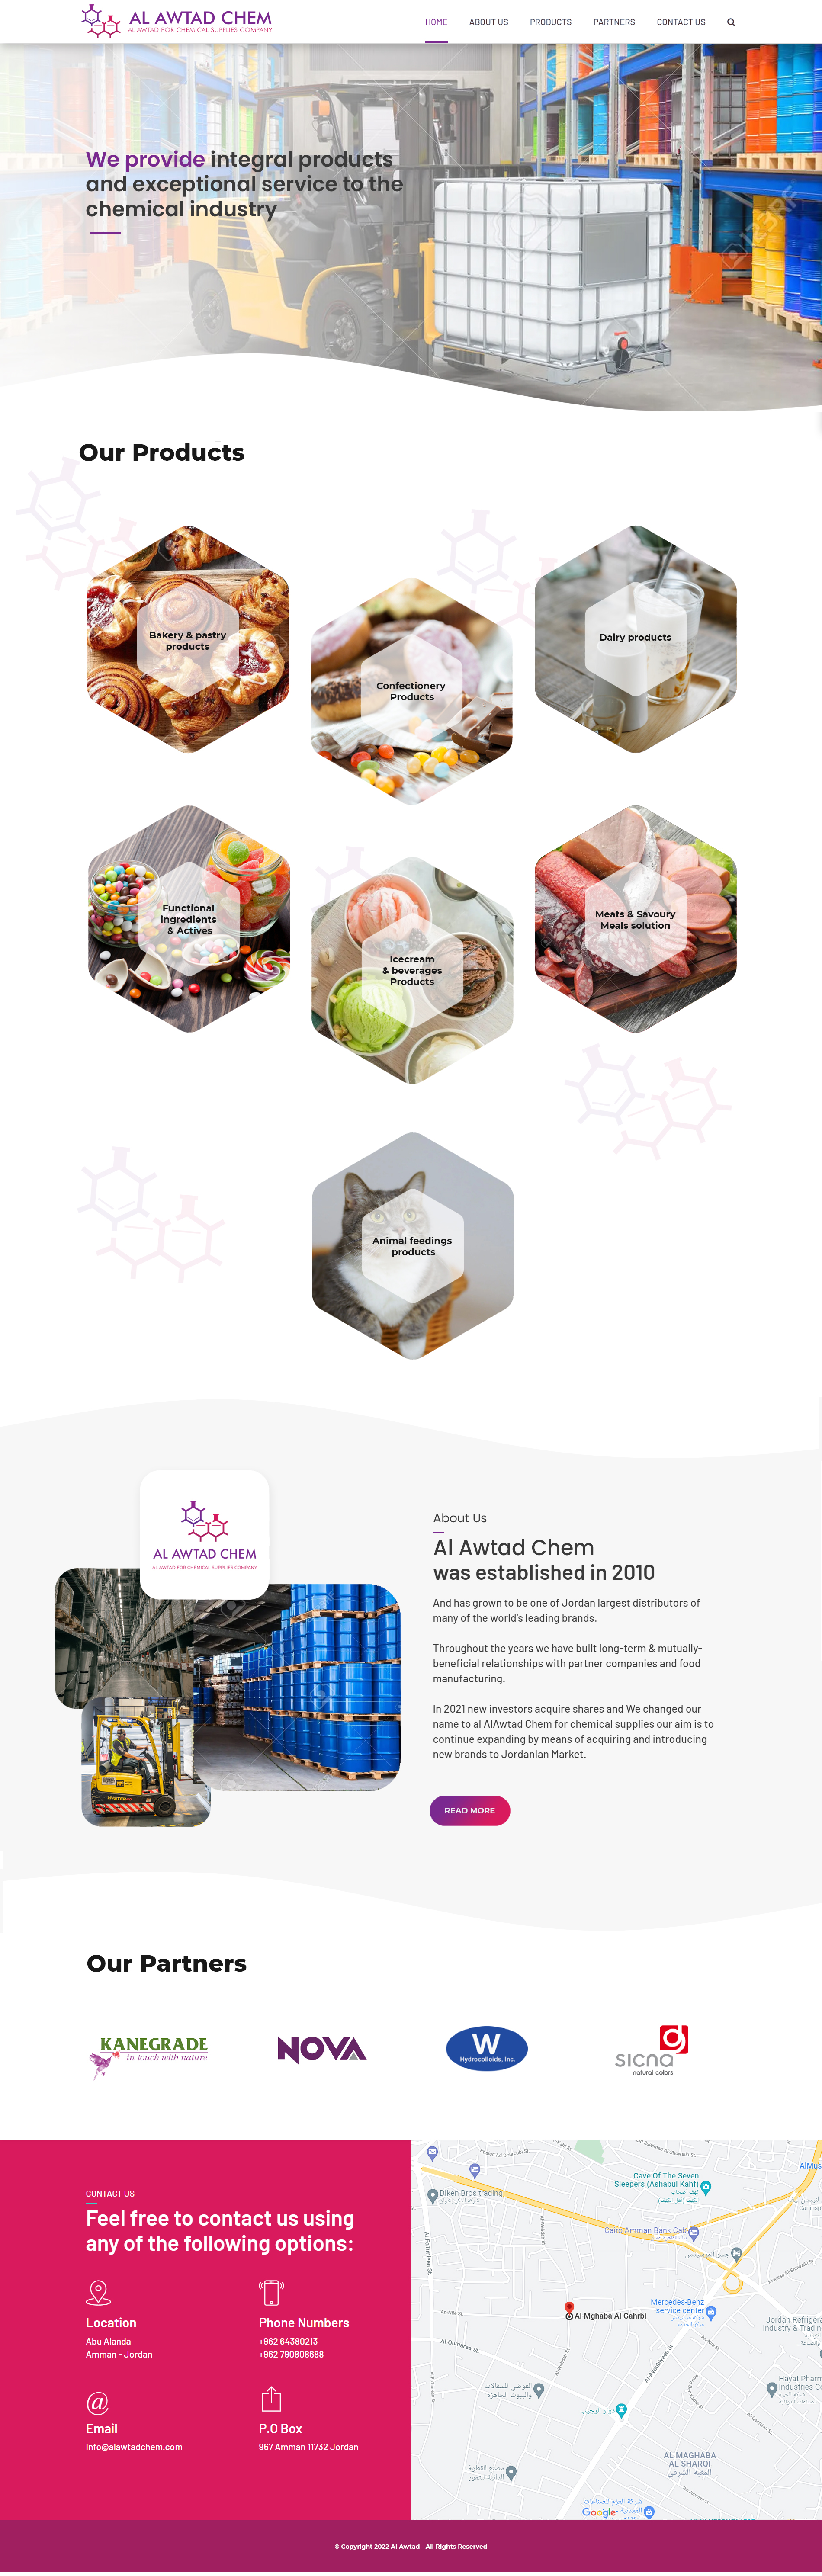 AL AWTAD CHEM
AL AWTAD FOR CHEMICAL SUPPLIES COMPANY
HOME
ABOUT US
PRODUCTS
PARTNERS
CONTACT US
We provide integral products
and exceptional service to the
chemical industry
Our Products
Bakery & pastry
products
Confectionery
Products
Dairy products
Functional
ingredients
& Actives
Icecream
& beverages
Products
Meats & Savoury
Meals solution
Animal feedings
products
AL AWTAD CHEM
AL AWTAD FOR CHEMICAL SUPPLIES COMPANY
About Us
Al Awtad Chem
was established in 2010
And has grown to be one of Jordan largest distributors of
many of the world's leading brands.
Throughout the years we have built long-term & mutually-
beneficial relationships with partner companies and food
manufacturing.
In 2021 new investors acquire shares and We changed our
name to al AlAwtad Chem for chemical supplies our aim is to
continue expanding by means of acquiring and introducing
new brands to Jordanian Market.
READ MORE
Our Partners
KANEGRADE
in touch with nature
NOVA
W
Hydrocolloids, Inc.
sicna
natural colors
CONTACT US
Feel free to contact us using
any of the following options:
Location
Abu Alanda
Amman - Jordan
Phone Numbers
+962 64380213
+962 790808688
Email
Info@alawtadchem.com
P.O Box
967 Amman 11732 Jordan
Cave Of The Seven
Sleepers (Ashabul Kahf)
Diken Bros trading
Cairo Amman Bank Cab
جسر المرسيدس
Mercedes-Benz
service center
Al Mghaba Al Gahrbi
Jordan Refrigera
Industry & Tradin
Al-Oumaraa St.
Hayat Pharm
Industries Co
دوار الرجيب
AL MAGHABA
AL SHARQI
Google
© Copyright 2022 Al Awtad - All Rights Reserved